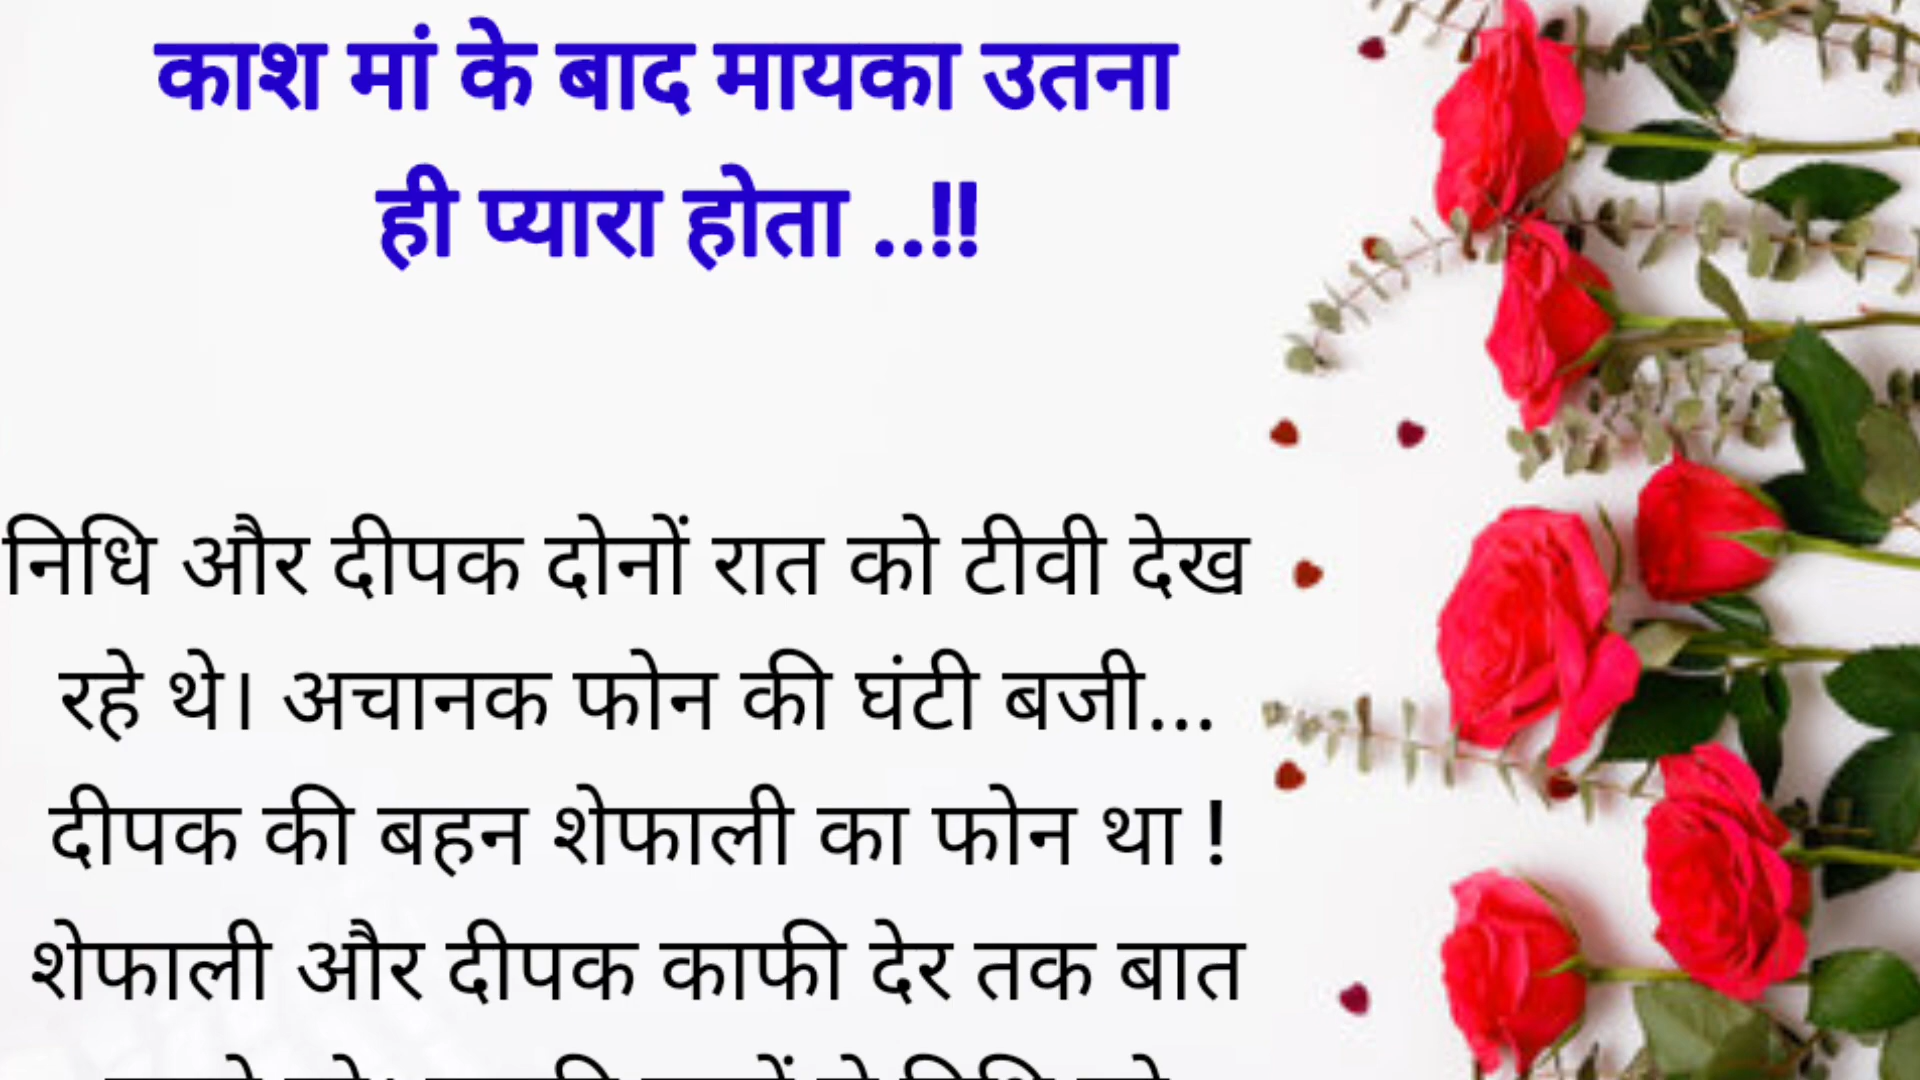 काश मां के बाद मायका उतना
ही प्यारा होता ..!!
निधि और दीपक दोनों रात को टीवी देख
रहे थे। अचानक फोन की घंटी बजी...
दीपक की बहन शेफाली का फोन था !
शेफाली और दीपक काफी देर तक बात